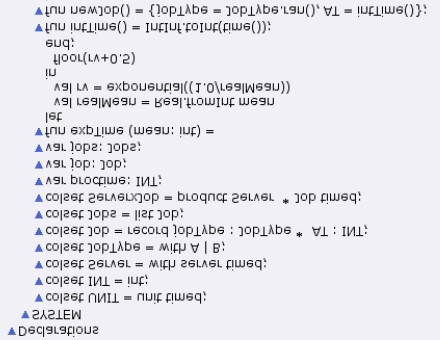 Declarations
SYSTEM
colset UNIT = unit timed;
colset INT = int;
colset Server = with server timed;
colset JobType = with A | B;
colset Job = record jobType : JobType * AT : INT;
colset Jobs = list Job;
colset ServerxJob = product Server * Job timed;
var proctime: INT;
var job: Job;
var jobs: Jobs;
fun expTime (mean: int) =
let
val realMean = Real.fromInt mean
val rv = exponential((1.0/realMean))
in
floor(rv+0.5)
end;
fun intTime() = IntInf.toInt(time());
fun newJob() = {jobType = JobType.ran(), AT = intTime()};